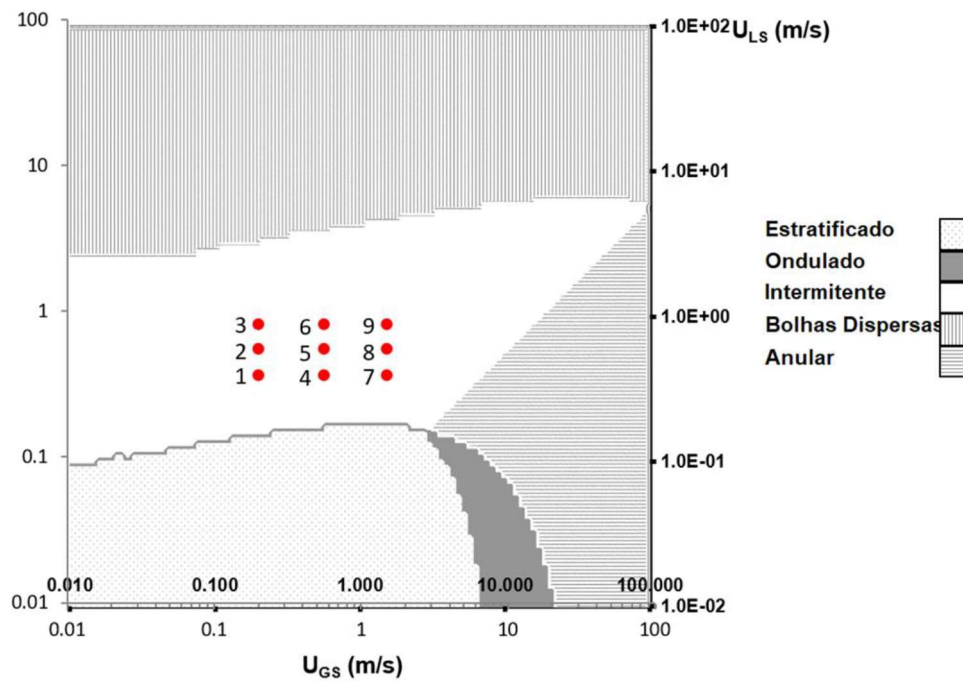 100
1.0E+02 U_LS (m/s)
10
1.0E+01
Estratificado
Ondulado
Intermitente
1
1.0E+00
3 6 9
Bolhas Dispersas
2 5 8
Anular
1 4 7
0.1
1.0E-01
0.010 0.100 1.000 10.000 100.000
0.01
1.0E-02
0.01 0.1 1 10 100
U_GS (m/s)